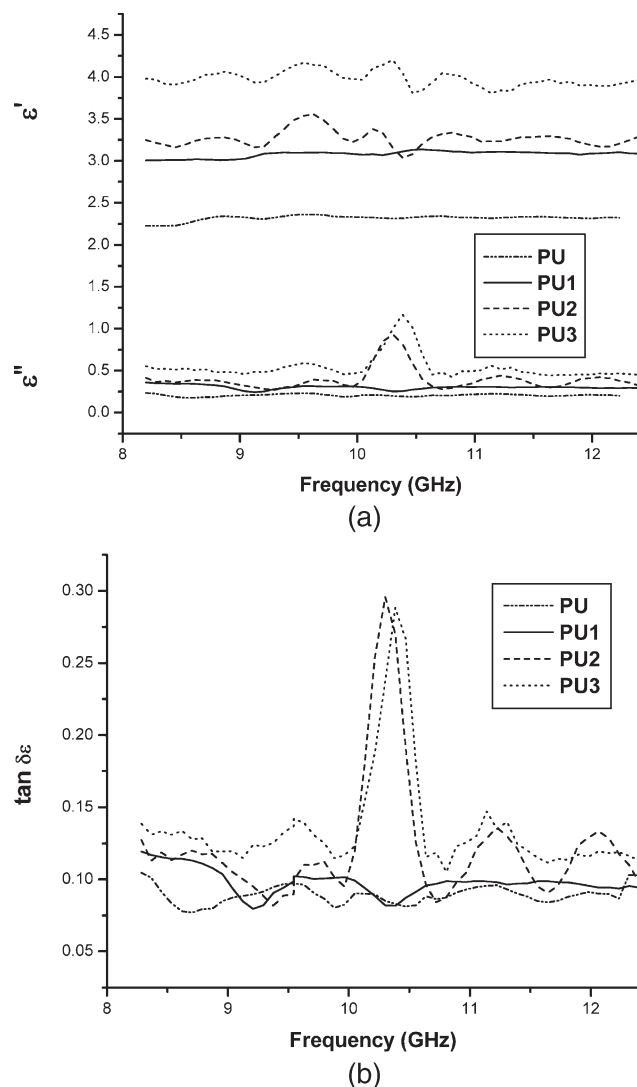 4.5
4.0
3.5
3.0
2.5
2.0
1.5
1.0
0.5
0.0
ε'
ε"
PU
PU1
PU2
PU3
8 9 10 11 12
Frequency (GHz)
(a)
0.30
0.25
0.20
0.15
0.10
0.05
tan δε
PU
PU1
PU2
PU3
8 9 10 11 12
Frequency (GHz)
(b)